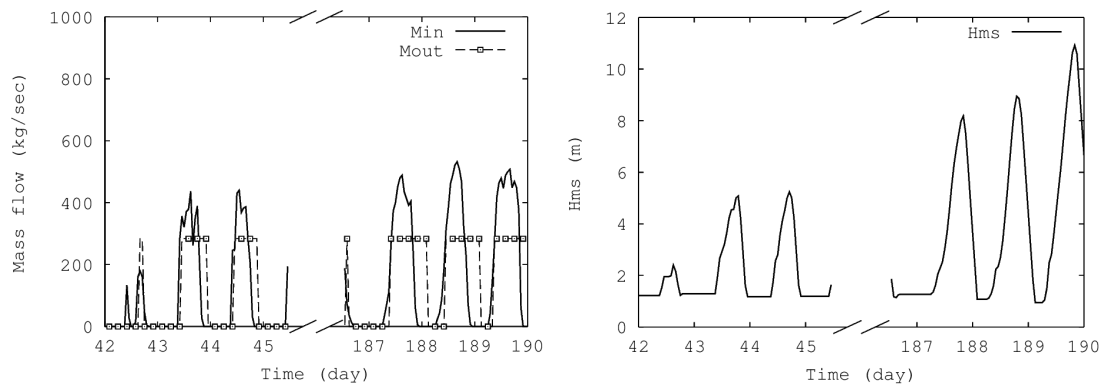 1000
800
600
400
200
0
Mass flow (kg/sec)
Min
Mout
42 43 44 45 187 188 189 190
Time (day)
12
10
8
6
4
2
0
Hms (m)
Hms
42 43 44 45 187 188 189 190
Time (day)